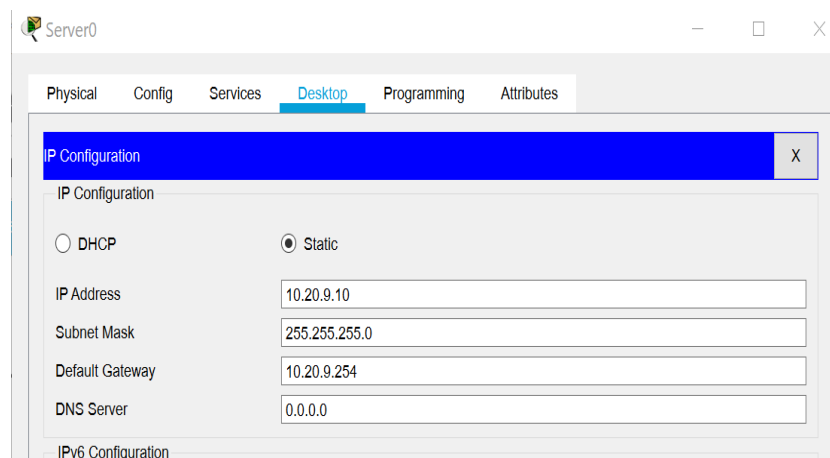 Server0
Physical Config Services Desktop Programming Attributes
IP Configuration X
IP Configuration
DHCP Static
IP Address 10.20.9.10
Subnet Mask 255.255.255.0
Default Gateway 10.20.9.254
DNS Server 0.0.0.0
IPv6 Configuration